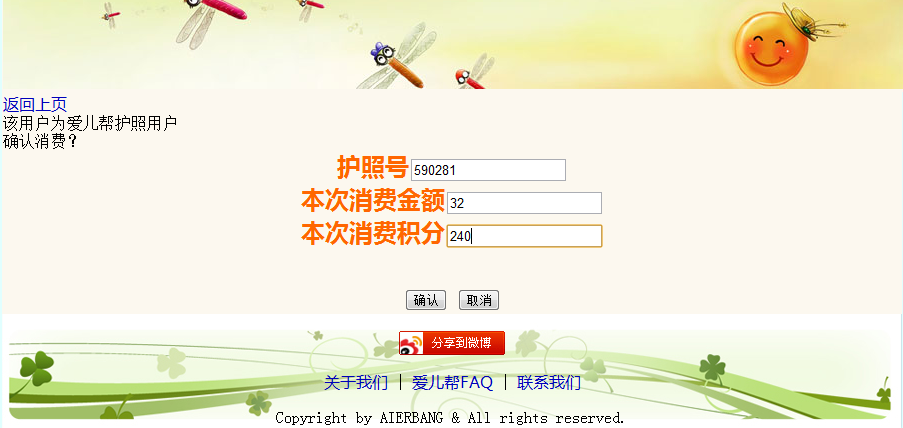 返回上页
该用户为爱儿帮护照用户
确认消费？
护照号 590281
本次消费金额 32
本次消费积分 240
确认 取消
分享到微博
关于我们 | 爱儿帮FAQ | 联系我们
Copyright by AIERBANG & All rights reserved.